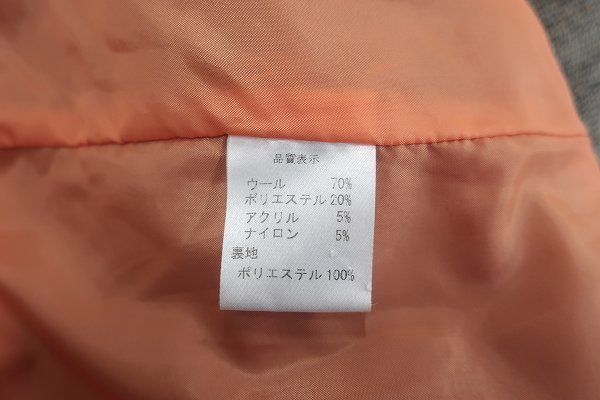 品質表示
ウール 70%
ポリエステル 20%
アクリル 5%
ナイロン 5%
裏地
ポリエステル 100%